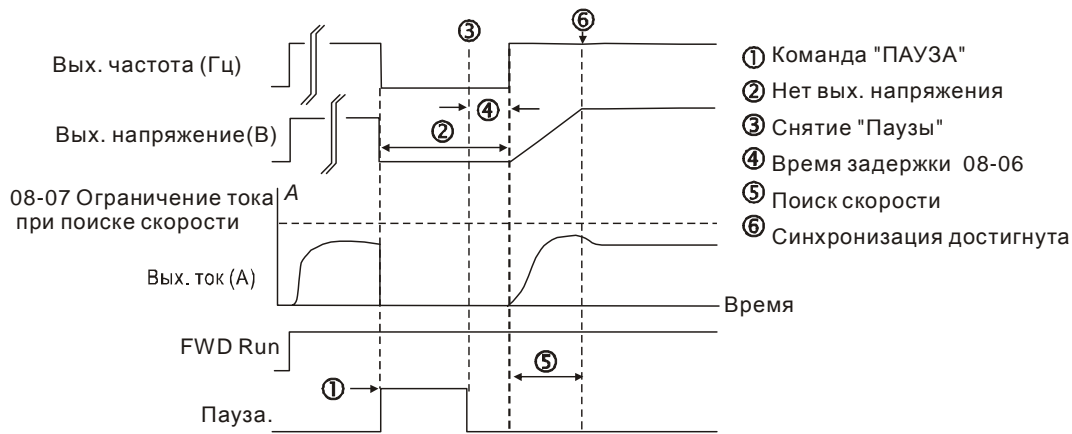 ⑥
③
Вых. частота (Гц)
④
②
Вых. напряжение(В)
08-07 Ограничение тока
при поиске скорости
A
Вых. ток (А)
Время
FWD Run
⑤
①
Пауза.
① Команда "ПАУЗА"
② Нет вых. напряжения
③ Снятие "Паузы"
④ Время задержки 08-06
⑤ Поиск скорости
⑥ Синхронизация достигнута